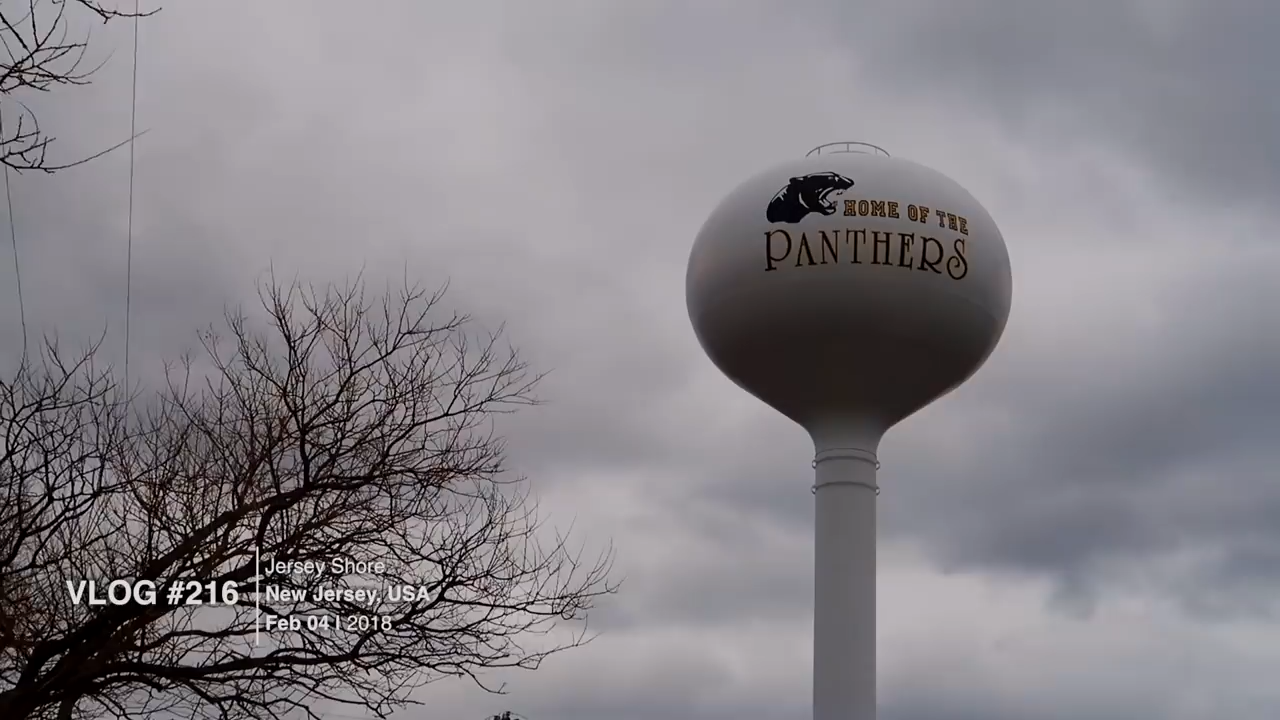 HOME OF THE
PANTHERS
VLOG #216
Jersey Shore
New Jersey, USA
Feb 04 | 2018